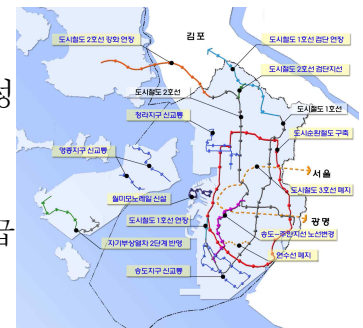 김포
도시철도 2호선 강화 연장
도시철도 1호선 검단 연장
도시철도 2호선 검단지선
성
도시철도 2호선
도시철도 1호선
청라지구 신교통
도시순환철도 구축
영종지구 신교통
서울
도시철도 3호선 폐지
월미모노레일 신설
도시철도 1호선 연장
광명
송도-주안지선 노선변경
급
자기부상열차 2단계 반영
연수선 폐지
송도지구 신교통